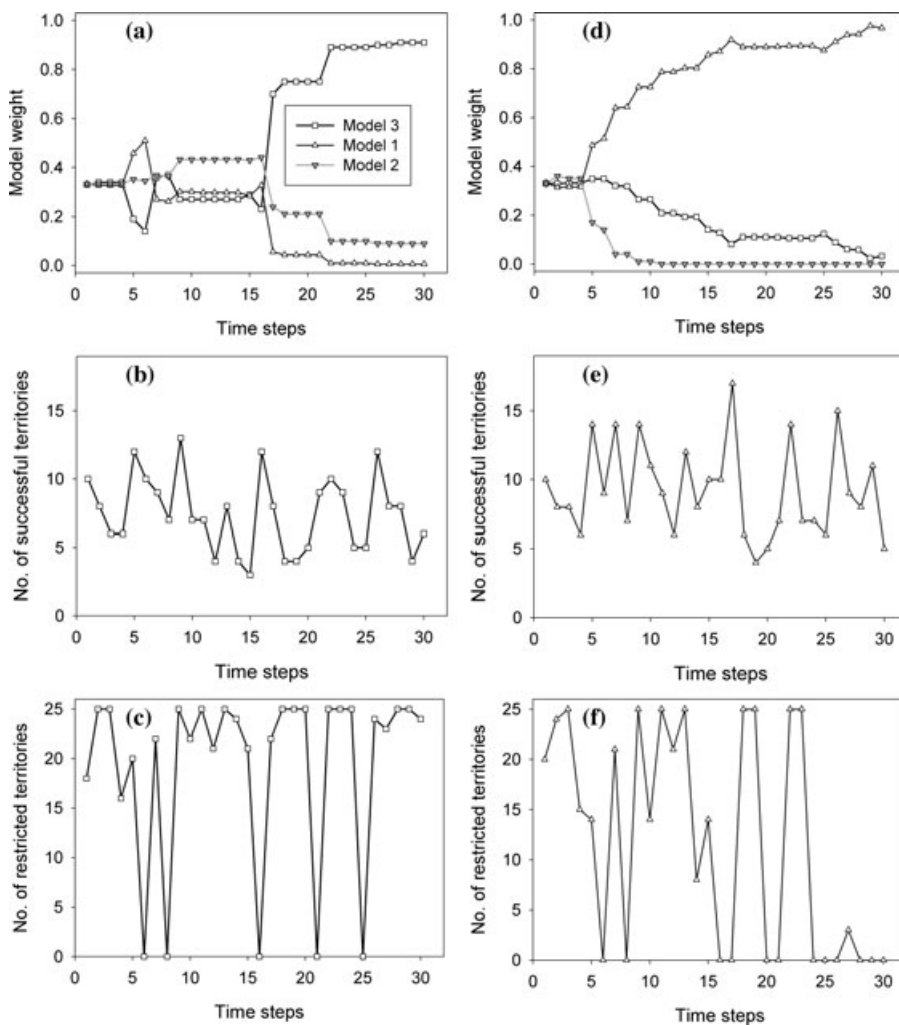 (a)
Model weight
1.0
0.8
0.6
0.4
0.2
0.0
Model 3
Model 1
Model 2
0 5 10 15 20 25 30
Time steps
(d)
Model weight
1.0
0.8
0.6
0.4
0.2
0.0
0 5 10 15 20 25 30
Time steps
(b)
No. of successful territories
15
10
5
0
0 5 10 15 20 25 30
Time steps
(e)
No. of successful territories
15
10
5
0
0 5 10 15 20 25 30
Time steps
(c)
No. of restricted territories
25
20
15
10
5
0
0 5 10 15 20 25 30
Time steps
(f)
No. of restricted territories
25
20
15
10
5
0
0 5 10 15 20 25 30
Time steps